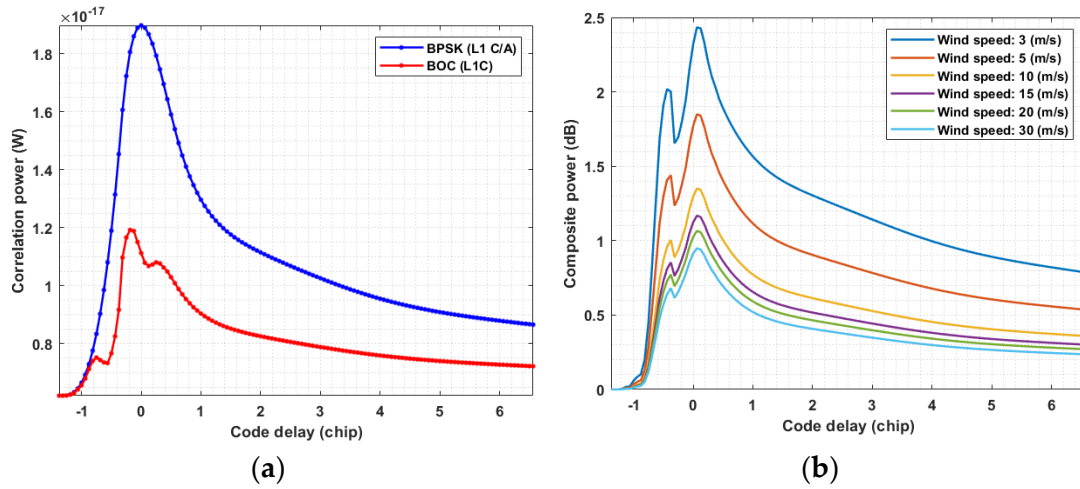 ×10⁻¹⁷
1.8
1.6
1.4
1.2
1
0.8
Correlation power (W)
BPSK (L1 C/A)
BOC (L1C)
-1 0 1 2 3 4 5 6
Code delay (chip)
(a)
2.5
2
1.5
1
0.5
0
Composite power (dB)
Wind speed: 3 (m/s)
Wind speed: 5 (m/s)
Wind speed: 10 (m/s)
Wind speed: 15 (m/s)
Wind speed: 20 (m/s)
Wind speed: 30 (m/s)
-1 0 1 2 3 4 5 6
Code delay (chip)
(b)